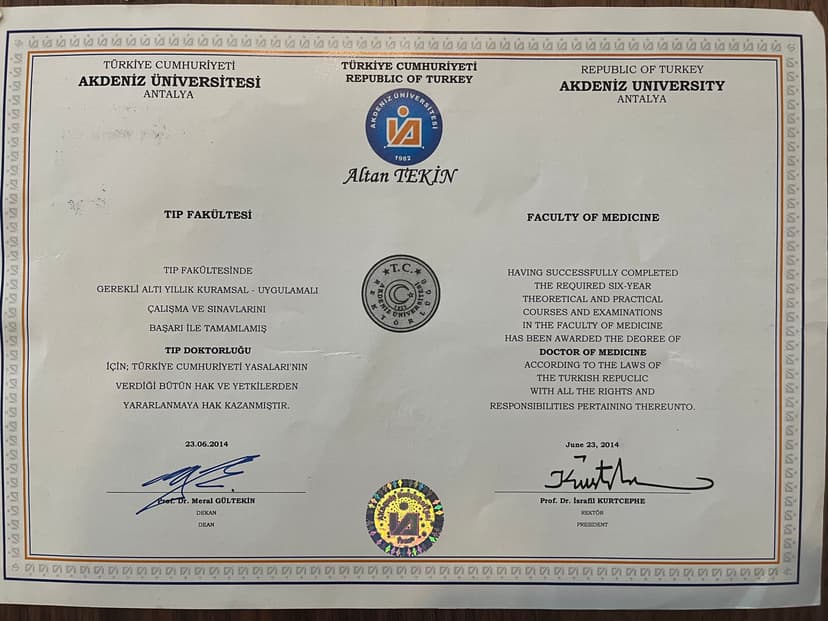 TÜRKİYE CUMHURİYETİ
AKDENİZ ÜNİVERSİTESİ
ANTALYA
TÜRKİYE CUMHURİYETİ
REPUBLIC OF TURKEY
REPUBLIC OF TURKEY
AKDENIZ UNIVERSITY
ANTALYA
AKDENİZ ÜNİVERSİTESİ
1982
Altan TEKİN
TIP FAKÜLTESİ
TIP FAKÜLTESİNDE
GEREKLİ ALTI YILLIK KURAMSAL - UYGULAMALI
ÇALIŞMA VE SINAVLARINI
BAŞARI İLE TAMAMLAMIŞ
TIP DOKTORLUĞU
İÇİN; TÜRKİYE CUMHURİYETİ YASALARI'NIN
VERDİĞİ BÜTÜN HAK VE YETKİLERDEN
YARARLANMAYA HAK KAZANMIŞTIR.
T.C.
AKDENİZ ÜNİVERSİTESİ
REKTÖRLÜĞÜ
FACULTY OF MEDICINE
HAVING SUCCESSFULLY COMPLETED
THE REQUIRED SIX-YEAR
THEORETICAL AND PRACTICAL
COURSES AND EXAMINATIONS
IN THE FACULTY OF MEDICINE
HAS BEEN AWARDED THE DEGREE OF
DOCTOR OF MEDICINE
ACCORDING TO THE LAWS OF
THE TURKISH REPUCLIC
WITH ALL THE RIGHTS AND
RESPONSIBILITIES PERTAINING THEREUNTO.
23.06.2014
Prof. Dr. Meral GÜLTEKİN
DEKAN
DEAN
June 23, 2014
Prof. Dr. İsrafil KURTCEPHE
REKTÖR
PRESIDENT